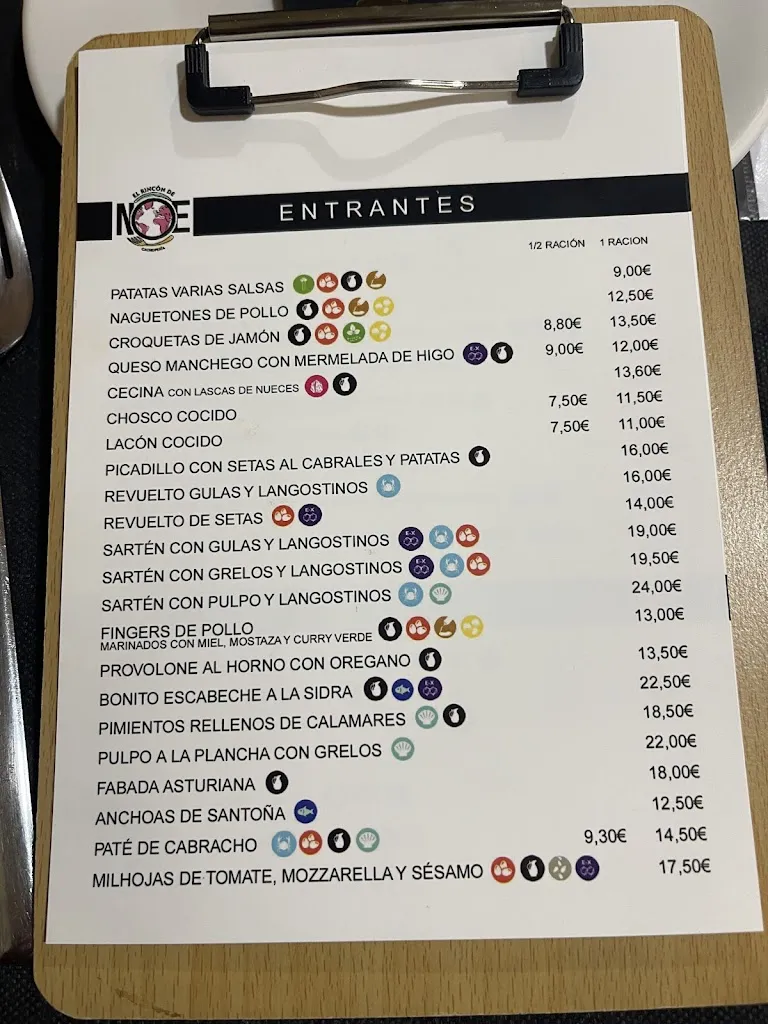 EL RINCÓN DE
NOE
ENTRANTES
1/2 RACIÓN 1 RACION
PATATAS VARIAS SALSAS 9,00€
NAGUETONES DE POLLO 12,50€
CROQUETAS DE JAMÓN 8,80€ 13,50€
QUESO MANCHEGO CON MERMELADA DE HIGO E-X 9,00€ 12,00€
CECINA CON LASCAS DE NUECES 13,60€
CHOSCO COCIDO 7,50€ 11,50€
LACÓN COCIDO 7,50€ 11,00€
PICADILLO CON SETAS AL CABRALES Y PATATAS 16,00€
REVUELTO GULAS Y LANGOSTINOS 16,00€
REVUELTO DE SETAS E-X 14,00€
SARTÉN CON GULAS Y LANGOSTINOS E-X 19,00€
SARTÉN CON GRELOS Y LANGOSTINOS E-X 19,50€
SARTÉN CON PULPO Y LANGOSTINOS 24,00€
FINGERS DE POLLO 13,00€
MARINADOS CON MIEL, MOSTAZA Y CURRY VERDE
PROVOLONE AL HORNO CON OREGANO 13,50€
BONITO ESCABECHE A LA SIDRA E-X 22,50€
PIMIENTOS RELLENOS DE CALAMARES 18,50€
PULPO A LA PLANCHA CON GRELOS 22,00€
FABADA ASTURIANA 18,00€
ANCHOAS DE SANTOÑA 12,50€
PATÉ DE CABRACHO 9,30€ 14,50€
MILHOJAS DE TOMATE, MOZZARELLA Y SÉSAMO E-X 17,50€